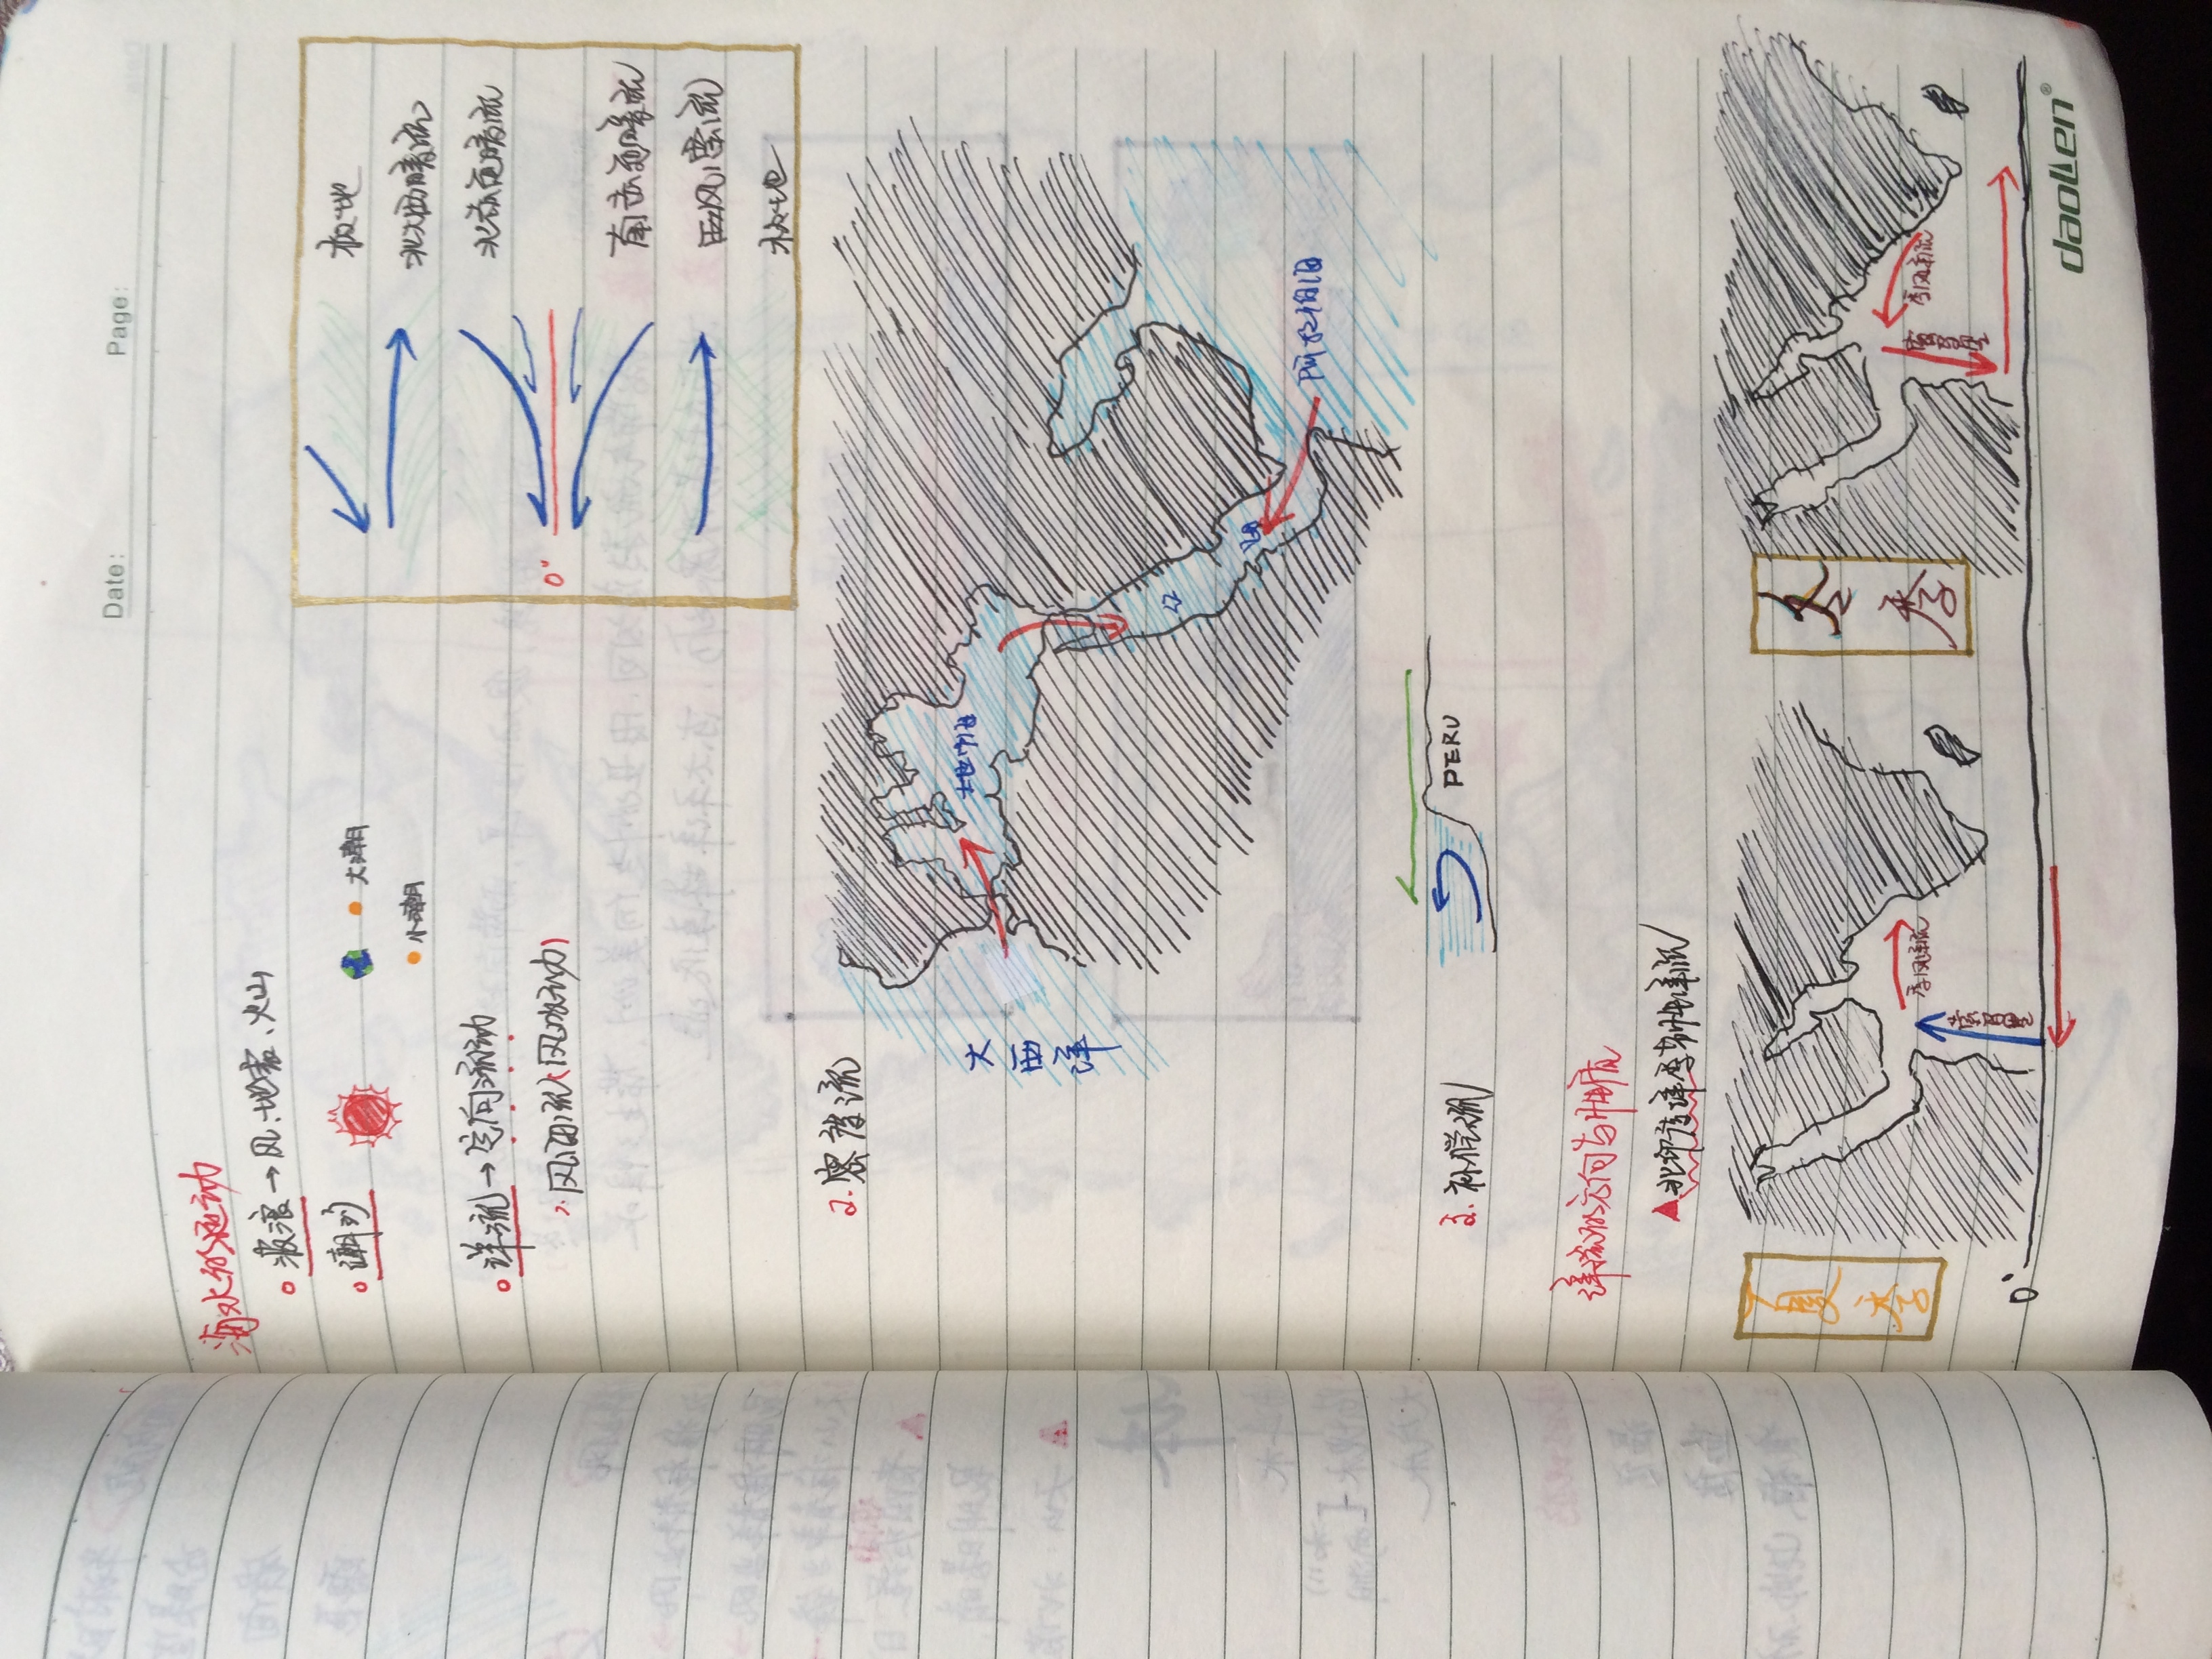 Date: Page:
海水的运动
波浪→风、地震、火山
潮汐
大潮
小潮
洋流→定向流动
1. 风海流(风吹动)
极地
北大西暖流
北赤道暖流
0°
南赤道暖流
西风漂流
极地
2. 密度流
大西洋
地中海
红海
阿拉伯海
3. 补偿流
PERU
洋流的方向与性质
北印度洋季节性洋流
夏季
季风洋流
索马里
冬季
季风洋流
索马里
0°
daolen®